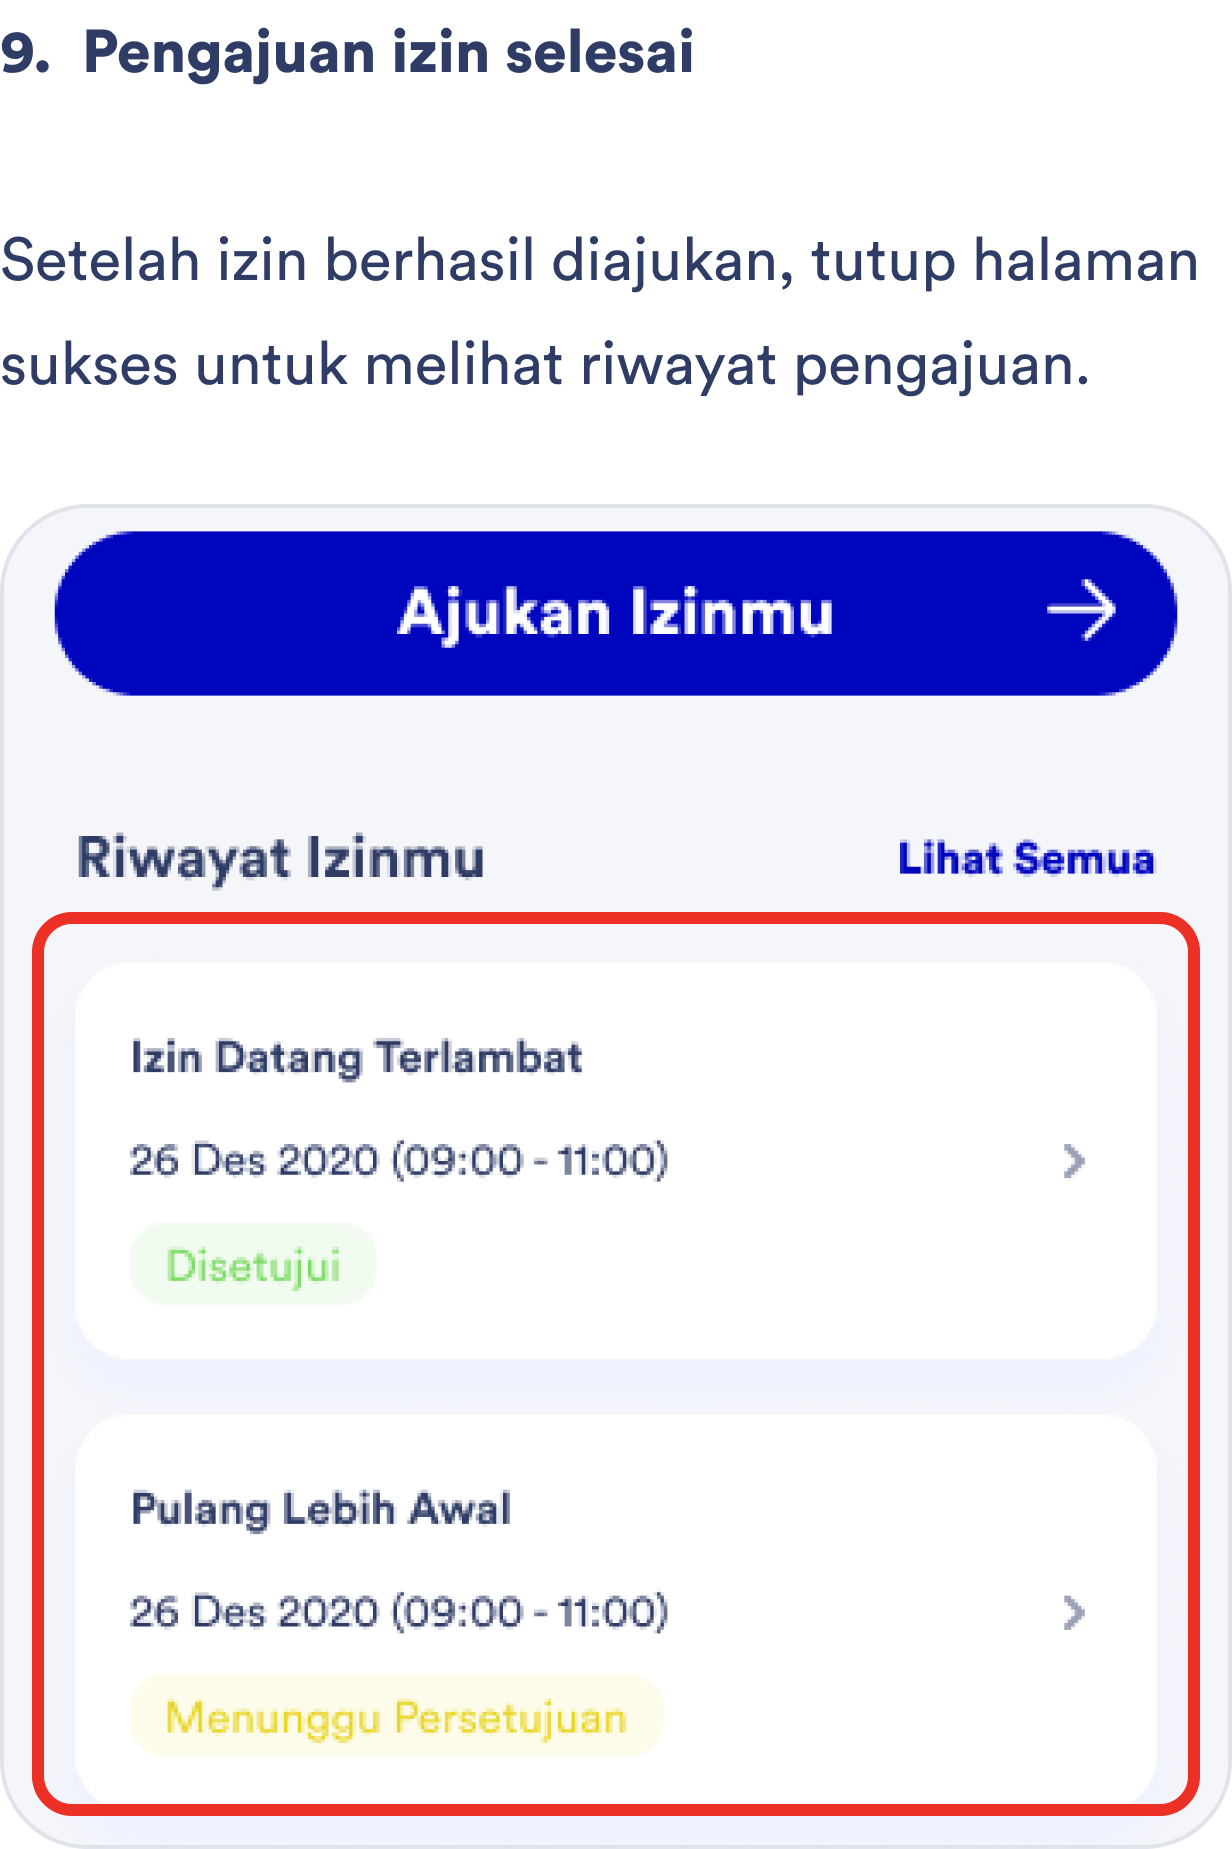 9. Pengajuan izin selesai
Setelah izin berhasil diajukan, tutup halaman
sukses untuk melihat riwayat pengajuan.
Ajukan Izinmu
Riwayat Izinmu
Lihat Semua
Izin Datang Terlambat
26 Des 2020 (09:00 - 11:00)
Disetujui
Pulang Lebih Awal
26 Des 2020 (09:00 - 11:00)
Menunggu Persetujuan